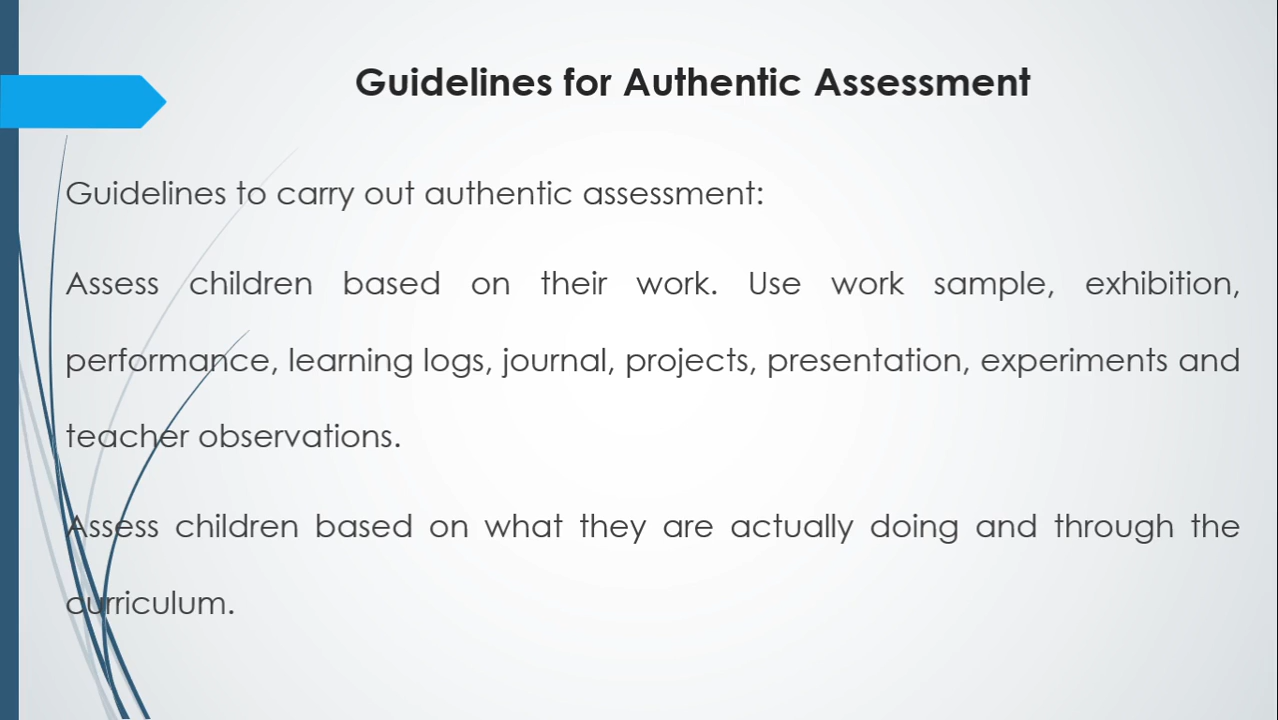 Guidelines for Authentic Assessment
Guidelines to carry out authentic assessment:
Assess children based on their work. Use work sample, exhibition,
performance, learning logs, journal, projects, presentation, experiments and
teacher observations.
Assess children based on what they are actually doing and through the
curriculum.